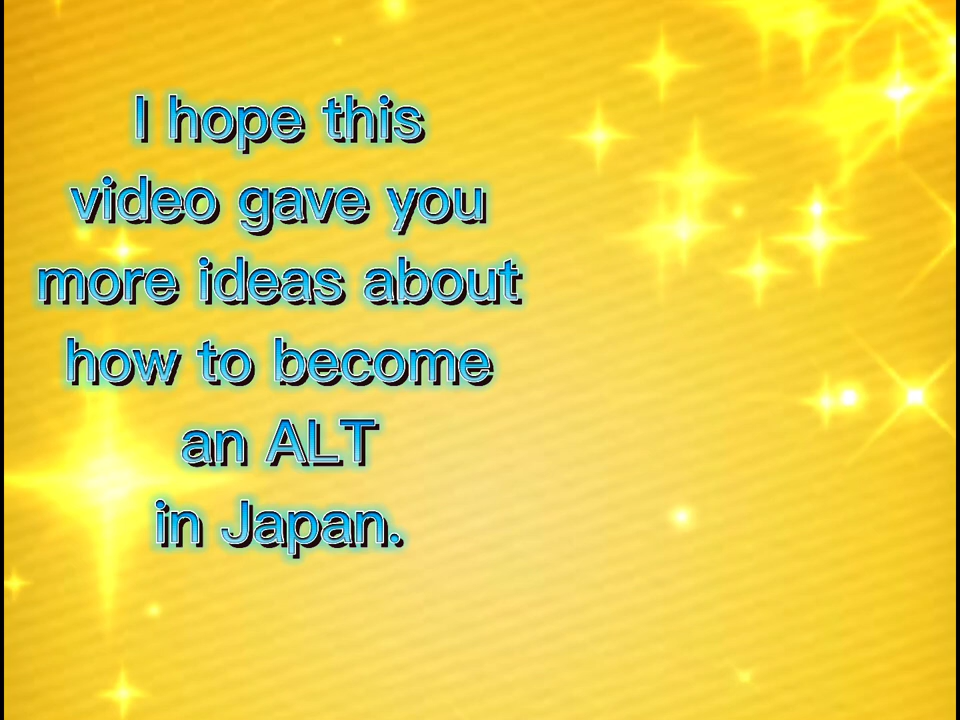 I hope this
video gave you
more ideas about
how to become
an ALT
in Japan.